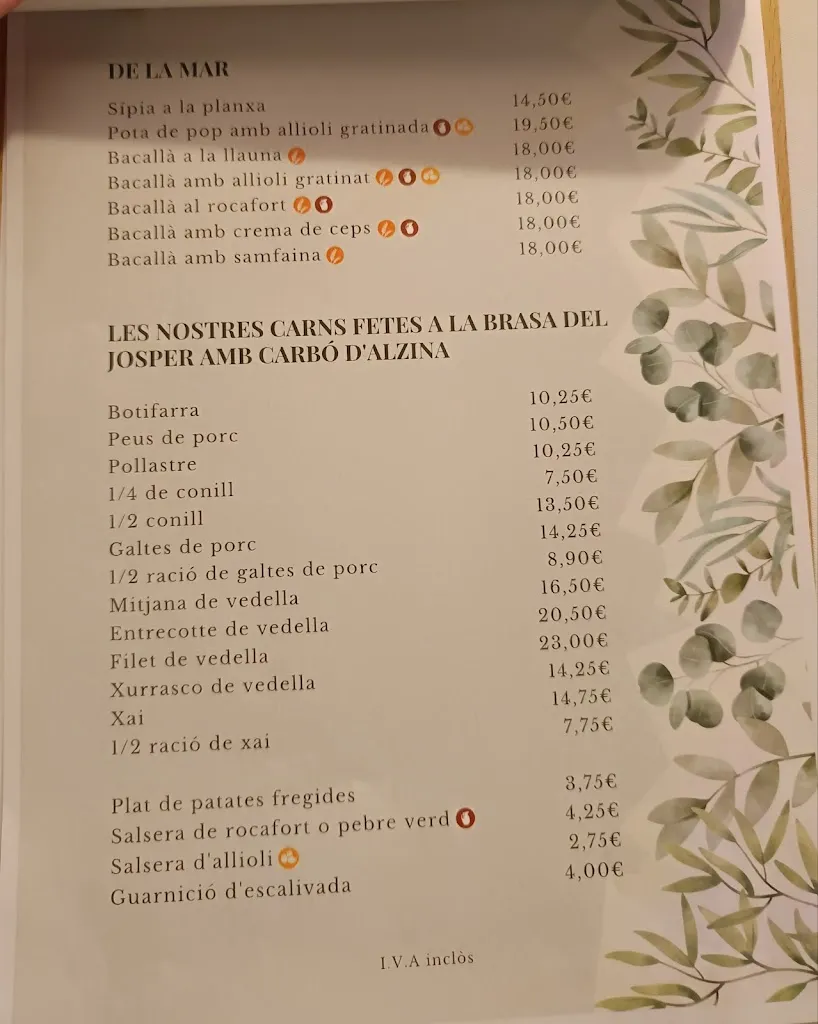 DE LA MAR
Sípia a la planxa 14,50€
Pota de pop amb allioli gratinada 19,50€
Bacallà a la llauna 18,00€
Bacallà amb allioli gratinat 18,00€
Bacallà al rocafort 18,00€
Bacallà amb crema de ceps 18,00€
Bacallà amb samfaina 18,00€
LES NOSTRES CARNS FETES A LA BRASA DEL
JOSPER AMB CARBÓ D'ALZINA
Botifarra 10,25€
Peus de porc 10,50€
Pollastre 10,25€
1/4 de conill 7,50€
1/2 conill 13,50€
Galtes de porc 14,25€
1/2 ració de galtes de porc 8,90€
Mitjana de vedella 16,50€
Entrecotte de vedella 20,50€
Filet de vedella 23,00€
Xurrasco de vedella 14,25€
Xai 14,75€
1/2 ració de xai 7,75€
Plat de patates fregides 3,75€
Salsera de rocafort o pebre verd 4,25€
Salsera d'allioli 2,75€
Guarnició d'escalivada 4,00€
I.V.A inclòs